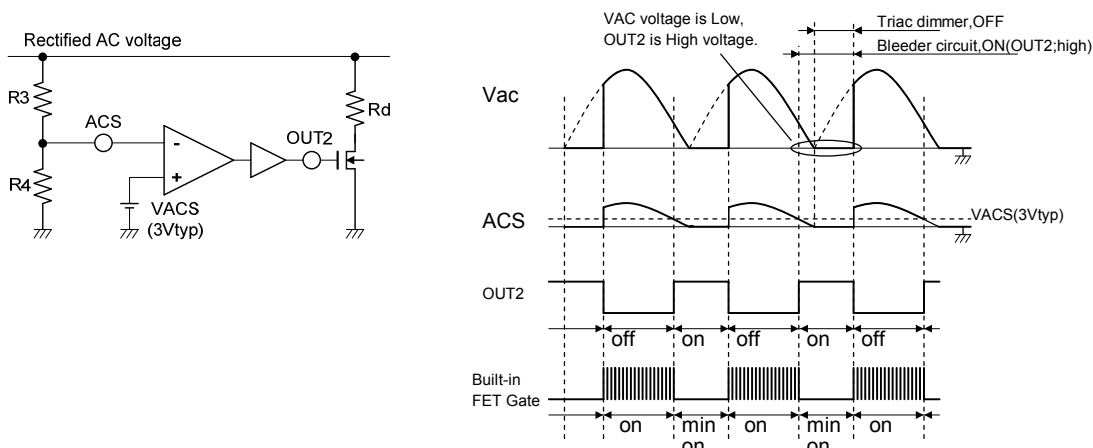 Rectified AC voltage
R3
ACS
R4
VACS
(3Vtyp)
OUT2
Rd
-
+
VAC voltage is Low,
OUT2 is High voltage.
Triac dimmer,OFF
Bleeder circuit,ON(OUT2;high)
Vac
ACS
VACS(3Vtyp)
OUT2
off on off on off
Built-in
FET Gate
on min on min on
on on